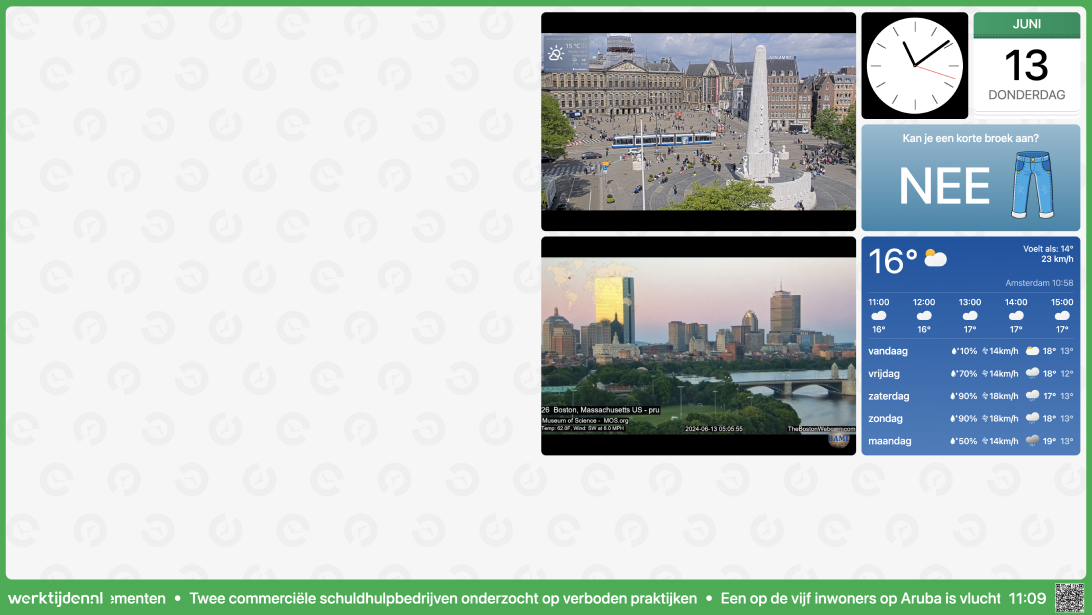 15 °C
JUNI
13
DONDERDAG
Kan je een korte broek aan?
NEE
16°
Voelt als: 14°
23 km/h
Amsterdam 10:58
11:00 12:00 13:00 14:00 15:00
16° 16° 17° 17° 17°
vandaag 10% 14km/h 18° 13°
vrijdag 70% 14km/h 18° 12°
zaterdag 90% 18km/h 17° 13°
zondag 90% 18km/h 18° 13°
maandag 50% 14km/h 19° 13°
26 Boston, Massachusetts US - pru
Museum of Science - MOS.org
Temp: 62.0F, Wind: SW at 8.0 MPH
2024-06-13 05:05:55
TheBostonWebcam.com
werktijdennl ementen • Twee commerciële schuldhulpbedrijven onderzocht op verboden praktijken • Een op de vijf inwoners op Aruba is vlucht 11:09